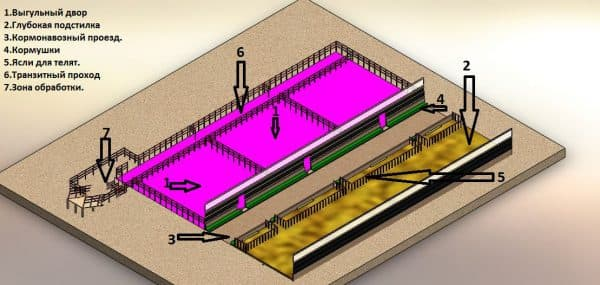 1.Выгульный двор
2.Глубокая подстилка
3.Кормонавозный проезд.
4.Кормушки
5.Ясли для телят.
6.Транзитный проход
7.Зона обработки.
6
2
1
4
7
1
5
3